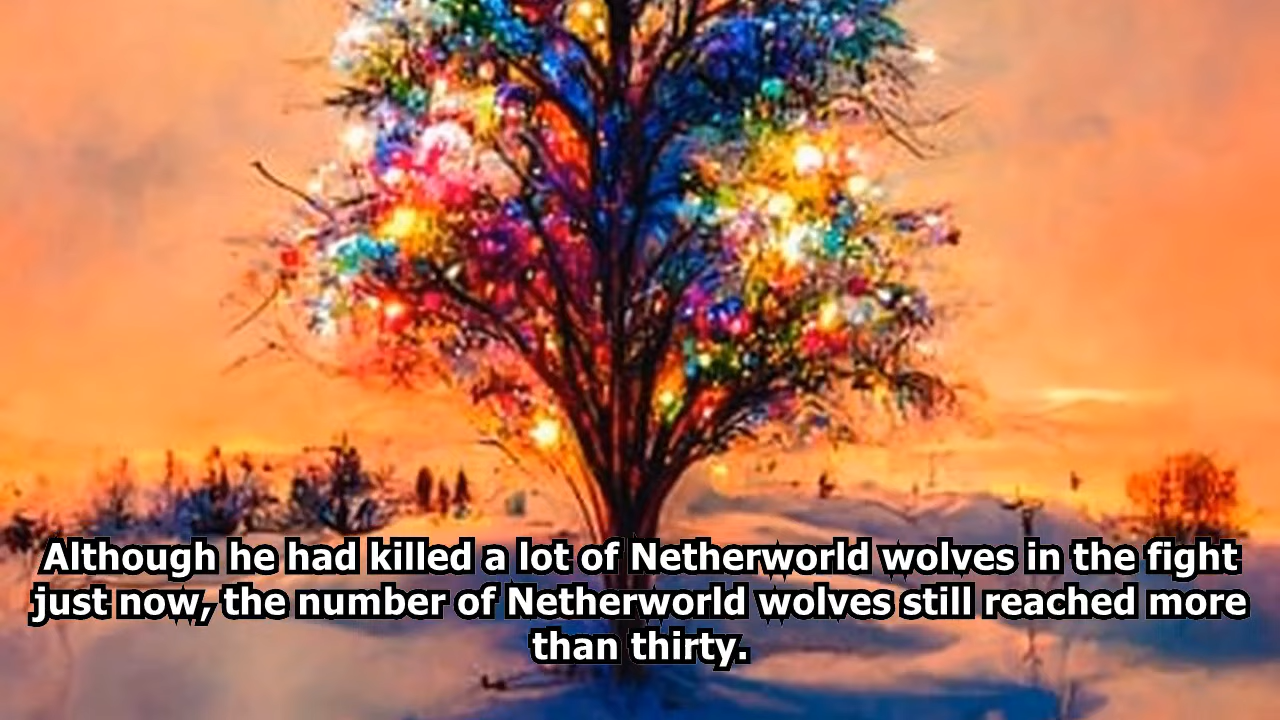 Although he had killed a lot of Netherworld wolves in the fight
just now, the number of Netherworld wolves still reached more
than thirty.